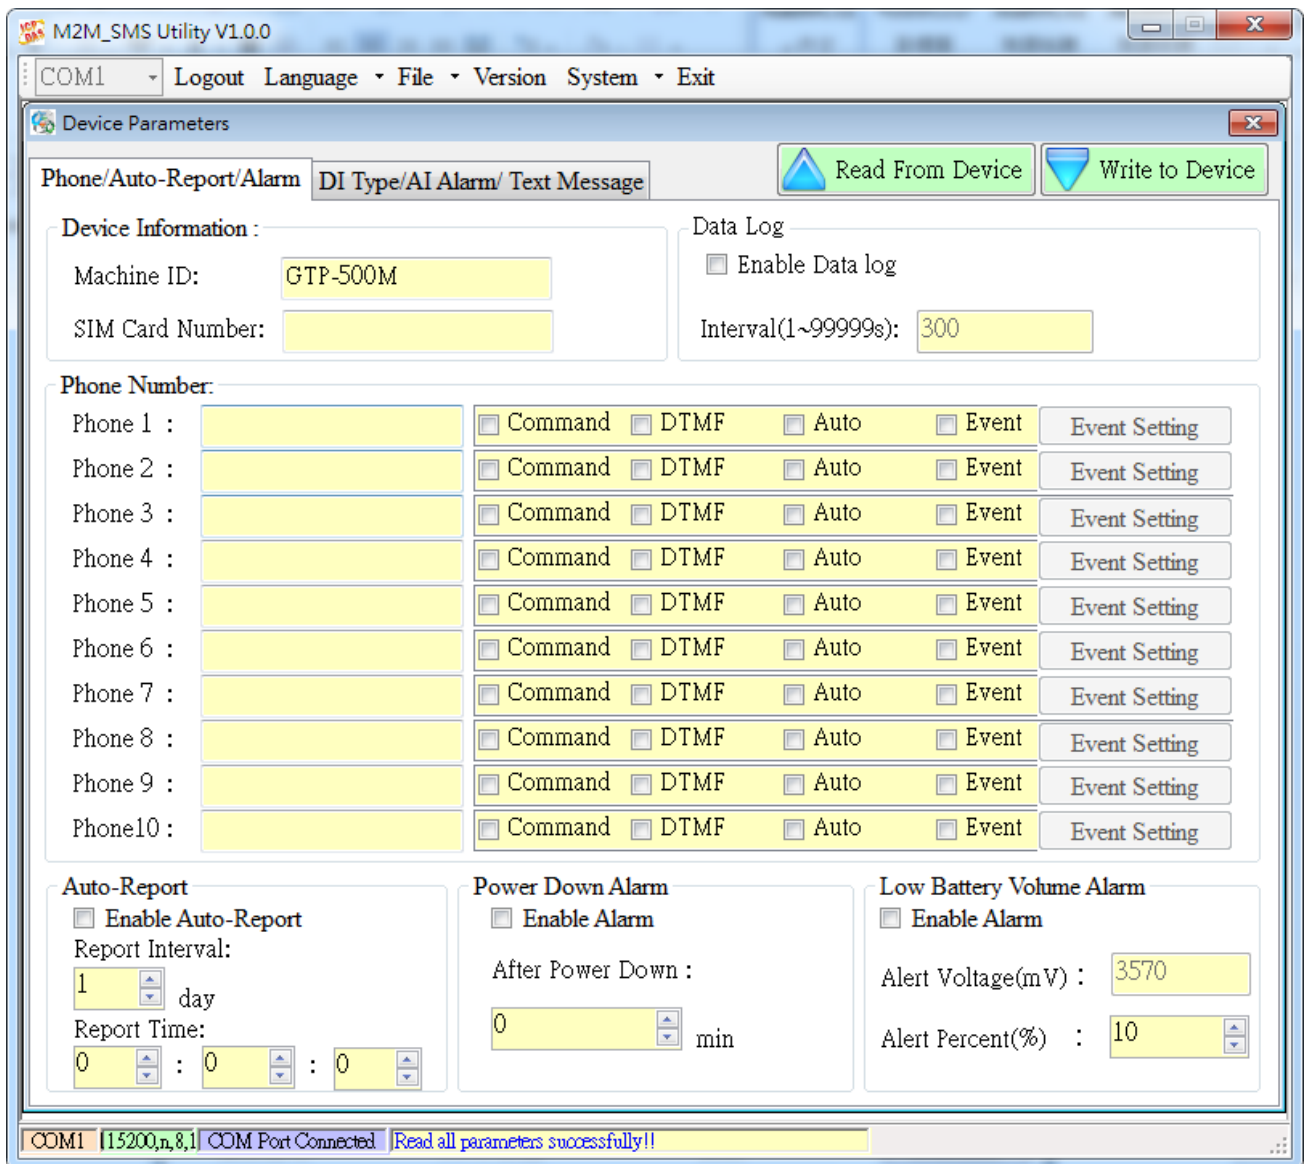 M2M_SMS Utility V1.0.0
COM1 Logout Language File Version System Exit
Device Parameters
Phone/Auto-Report/Alarm DI Type/AI Alarm/ Text Message Read From Device Write to Device
Device Information :
Machine ID: GTP-500M
SIM Card Number:
Data Log
Enable Data log
Interval(1~99999s): 300
Phone Number:
Phone 1 : Command DTMF Auto Event Event Setting
Phone 2 : Command DTMF Auto Event Event Setting
Phone 3 : Command DTMF Auto Event Event Setting
Phone 4 : Command DTMF Auto Event Event Setting
Phone 5 : Command DTMF Auto Event Event Setting
Phone 6 : Command DTMF Auto Event Event Setting
Phone 7 : Command DTMF Auto Event Event Setting
Phone 8 : Command DTMF Auto Event Event Setting
Phone 9 : Command DTMF Auto Event Event Setting
Phone10 : Command DTMF Auto Event Event Setting
Auto-Report
Enable Auto-Report
Report Interval:
1 day
Report Time:
0 : 0 : 0
Power Down Alarm
Enable Alarm
After Power Down :
0 min
Low Battery Volume Alarm
Enable Alarm
Alert Voltage(mV) : 3570
Alert Percent(%) : 10
COM1 115200,n,8,1 COM Port Connected Read all parameters successfully!!